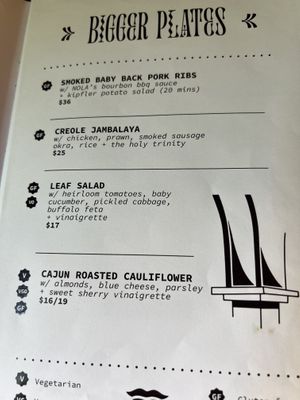 BIGGER PLATES
GF SMOKED BABY BACK PORK RIBS
w/ NOLA's bourbon bbq sauce
+ kipfler potato salad (20 mins)
$36
GF CREOLE JAMBALAYA
w/ chicken, prawn, smoked sausage
okra, rice + the holy trinity
$25
GF LEAF SALAD
VO w/ heirloom tomatoes, baby
cucumber, pickled cabbage,
buffalo feta
+ vinaigrette
$17
V CAJUN ROASTED CAULIFLOWER
VGO w/ almonds, blue cheese, parsley
+ sweet sherry vinaigrette
GF $16/19
V Vegetarian
GF